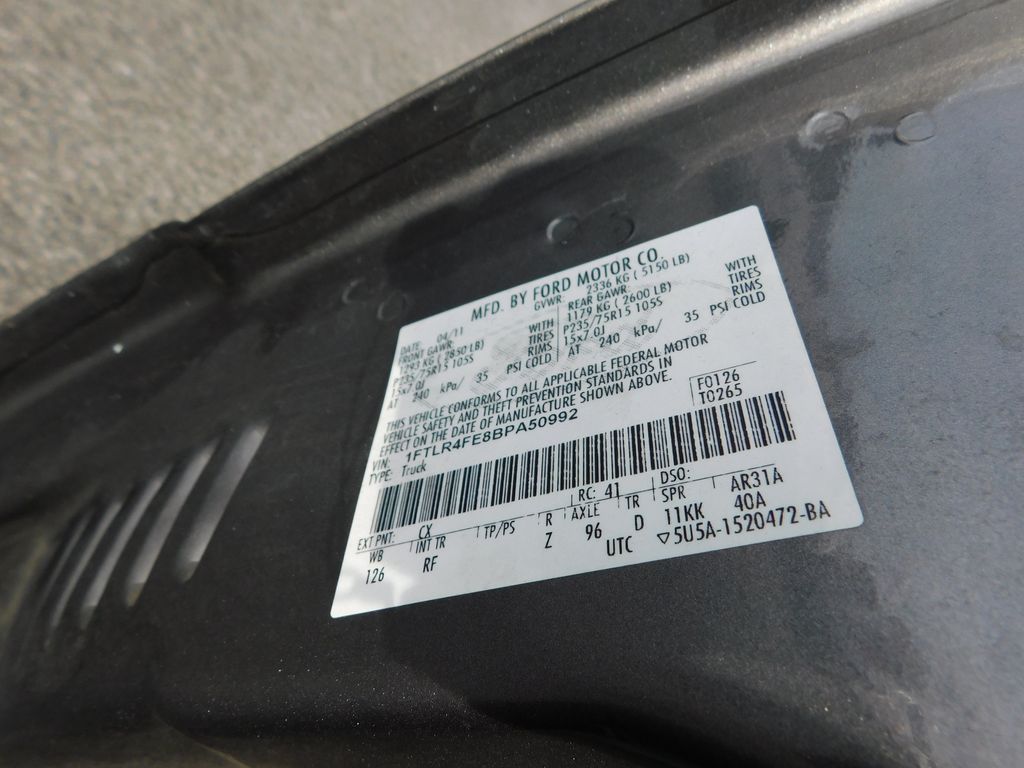 MFD. BY FORD MOTOR CO.
DATE: 04/11 GVWR: 2336 KG ( 5150 LB)
FRONT GAWR: REAR GAWR:
1293 KG ( 2850 LB) WITH 1179 KG ( 2600 LB) WITH
P235/75R15 105S TIRES P235/75R15 105S TIRES
15x7.0J RIMS 15x7.0J RIMS
AT 240 kPa/ 35 PSI COLD AT 240 kPa/ 35 PSI COLD
THIS VEHICLE CONFORMS TO ALL APPLICABLE FEDERAL MOTOR
VEHICLE SAFETY AND THEFT PREVENTION STANDARDS IN
EFFECT ON THE DATE OF MANUFACTURE SHOWN ABOVE.
VIN: 1FTLR4FE8BPA50992 F0126
TYPE: Truck T0265
EXT PNT: CX RC: 41 DSO:
WB INT TR TP/PS R AXLE TR SPR AR31A
126 RF Z 96 D 11KK 40A
UTC ▽5U5A-1520472-BA